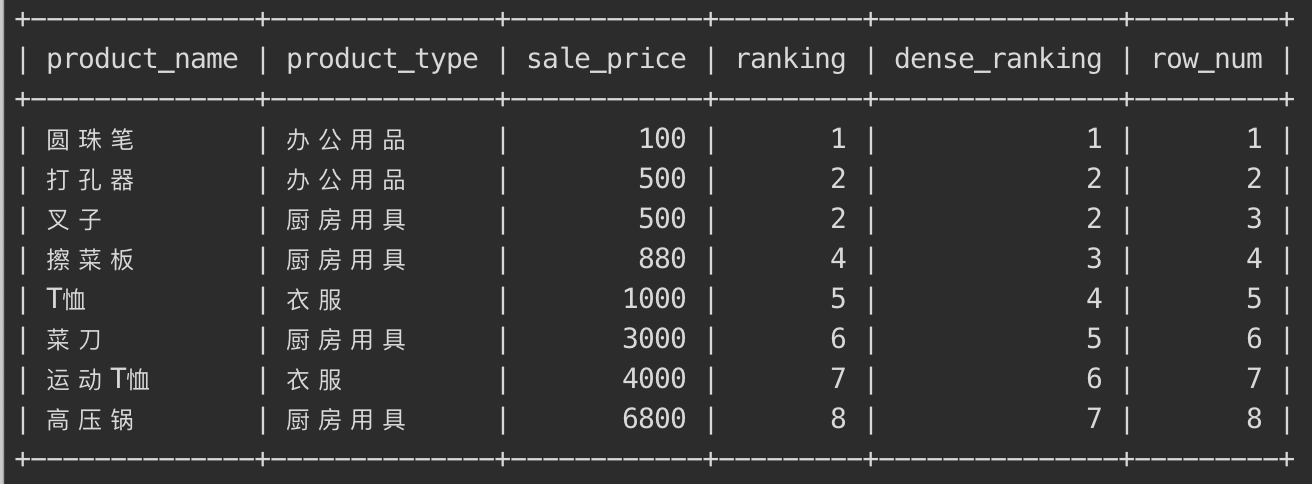 +--------------+--------------+------------+---------+---------------+---------+
| product_name | product_type | sale_price | ranking | dense_ranking | row_num |
+--------------+--------------+------------+---------+---------------+---------+
| 圆珠笔 | 办公用品 | 100 | 1 | 1 | 1 |
| 打孔器 | 办公用品 | 500 | 2 | 2 | 2 |
| 叉子 | 厨房用具 | 500 | 2 | 2 | 3 |
| 擦菜板 | 厨房用具 | 880 | 4 | 3 | 4 |
| T恤 | 衣服 | 1000 | 5 | 4 | 5 |
| 菜刀 | 厨房用具 | 3000 | 6 | 5 | 6 |
| 运动T恤 | 衣服 | 4000 | 7 | 6 | 7 |
| 高压锅 | 厨房用具 | 6800 | 8 | 7 | 8 |
+--------------+--------------+------------+---------+---------------+---------+